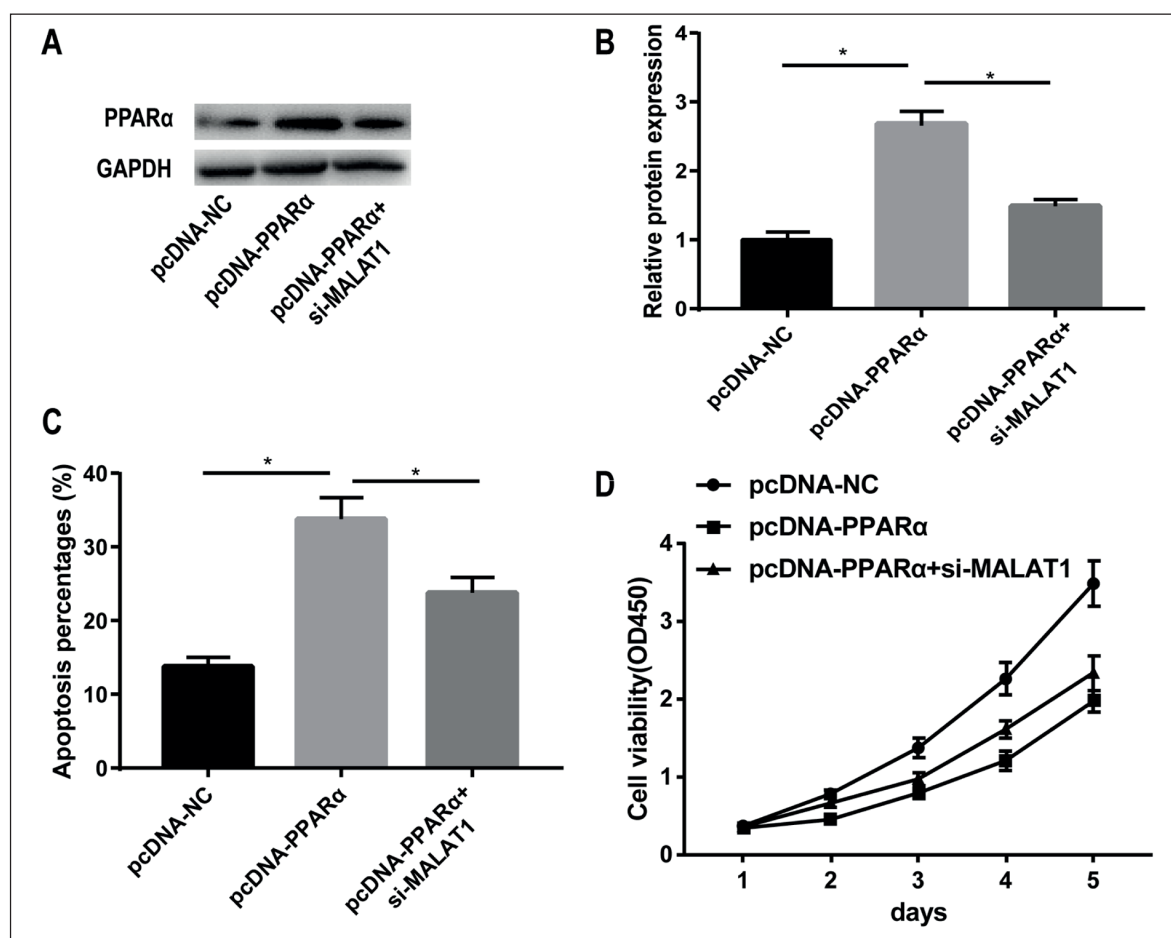 A
PPARα
GAPDH
pcDNA-NC
pcDNA-PPARα
pcDNA-PPARα+
si-MALAT1
B
Relative protein expression
4
3
2
1
0
*
*
pcDNA-NC
pcDNA-PPARα
pcDNA-PPARα+
si-MALAT1
C
Apoptosis percentages (%)
40
30
20
10
0
*
*
pcDNA-NC
pcDNA-PPARα
pcDNA-PPARα+
si-MALAT1
D
pcDNA-NC
pcDNA-PPARα
pcDNA-PPARα+si-MALAT1
Cell viability(OD450)
4
3
2
1
0
1 2 3 4 5
days